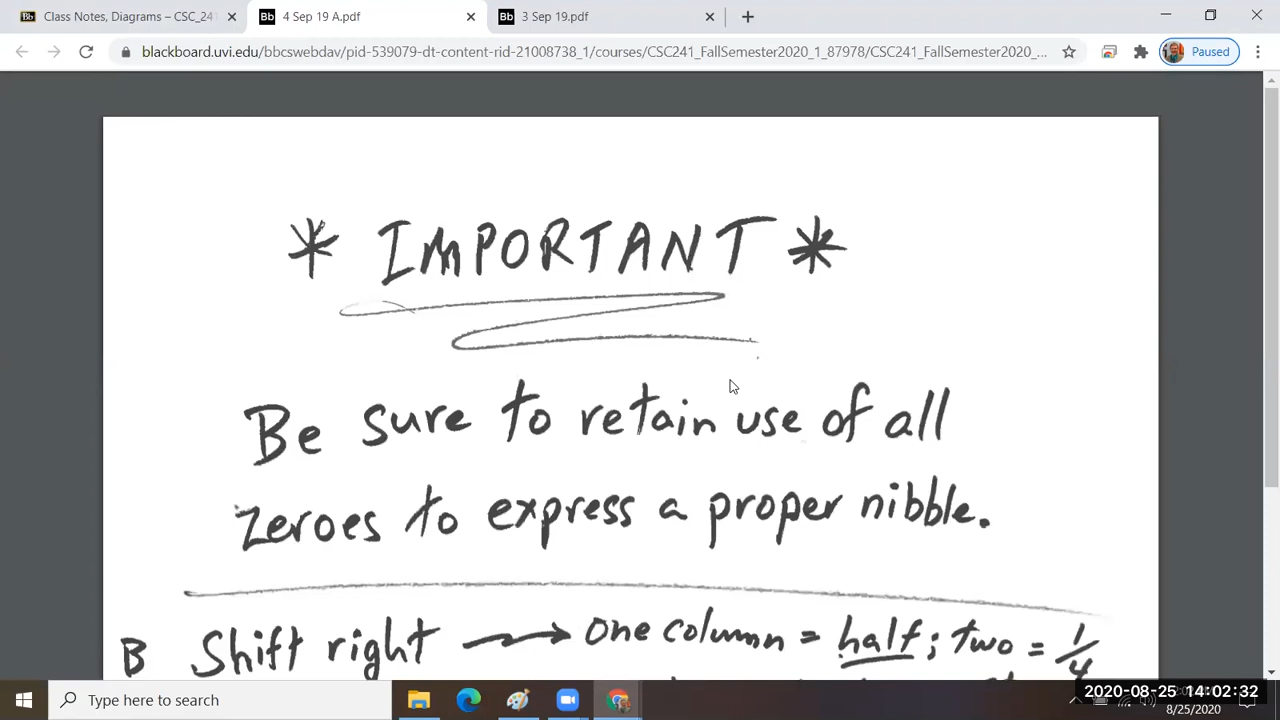 Class Notes, Diagrams – CSC_241
4 Sep 19 A.pdf
3 Sep 19.pdf
blackboard.uvi.edu/bbcswebdav/pid-539079-dt-content-rid-21008738_1/courses/CSC241_FallSemester2020_1_87978/CSC241_FallSemester2020_...
Paused
* IMPORTANT *
Be sure to retain use of all
zeroes to express a proper nibble.
B Shift right → one column = half; two = 1/4
Type here to search
2020-08-25 14:02:32
8/25/2020